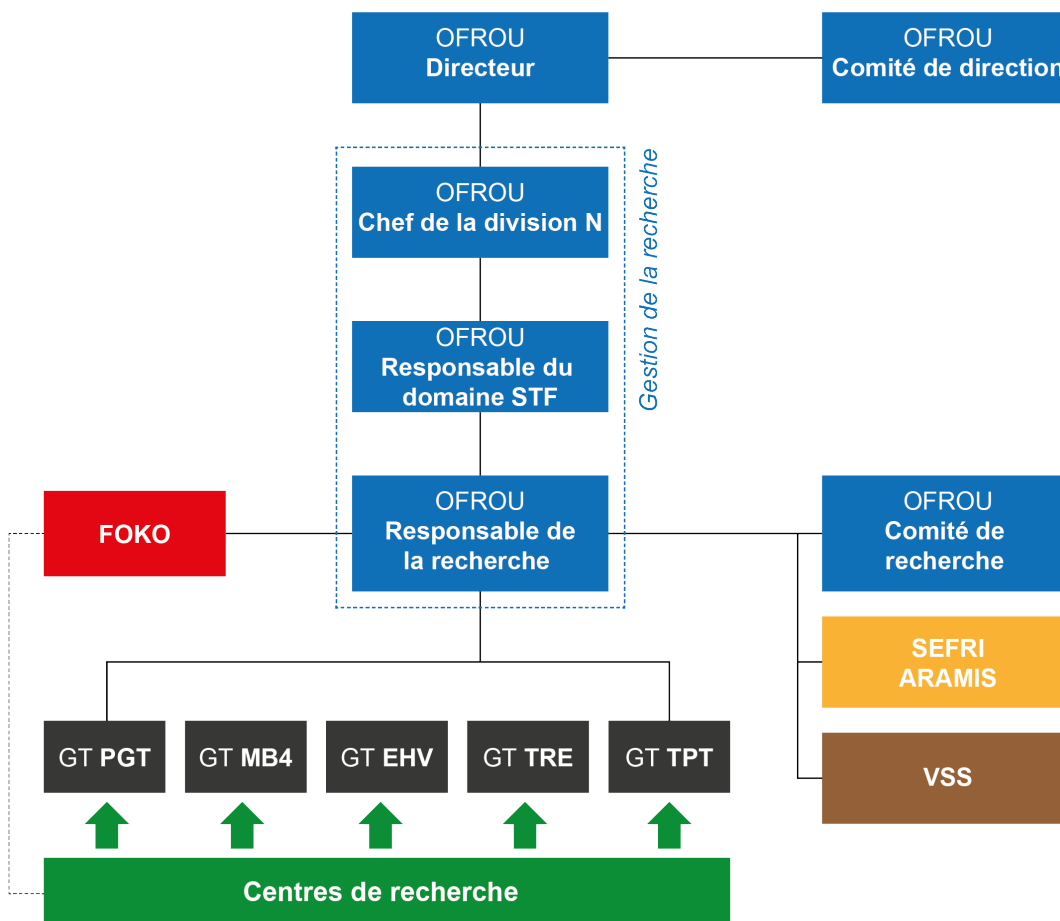 OFROU
Directeur
OFROU
Comité de direction
OFROU
Chef de la division N
Gestion de la recherche
OFROU
Responsable du
domaine STF
FOKO
OFROU
Responsable de
la recherche
OFROU
Comité de
recherche
SEFRI
ARAMIS
VSS
GT PGT
GT MB4
GT EHV
GT TRE
GT TPT
Centres de recherche